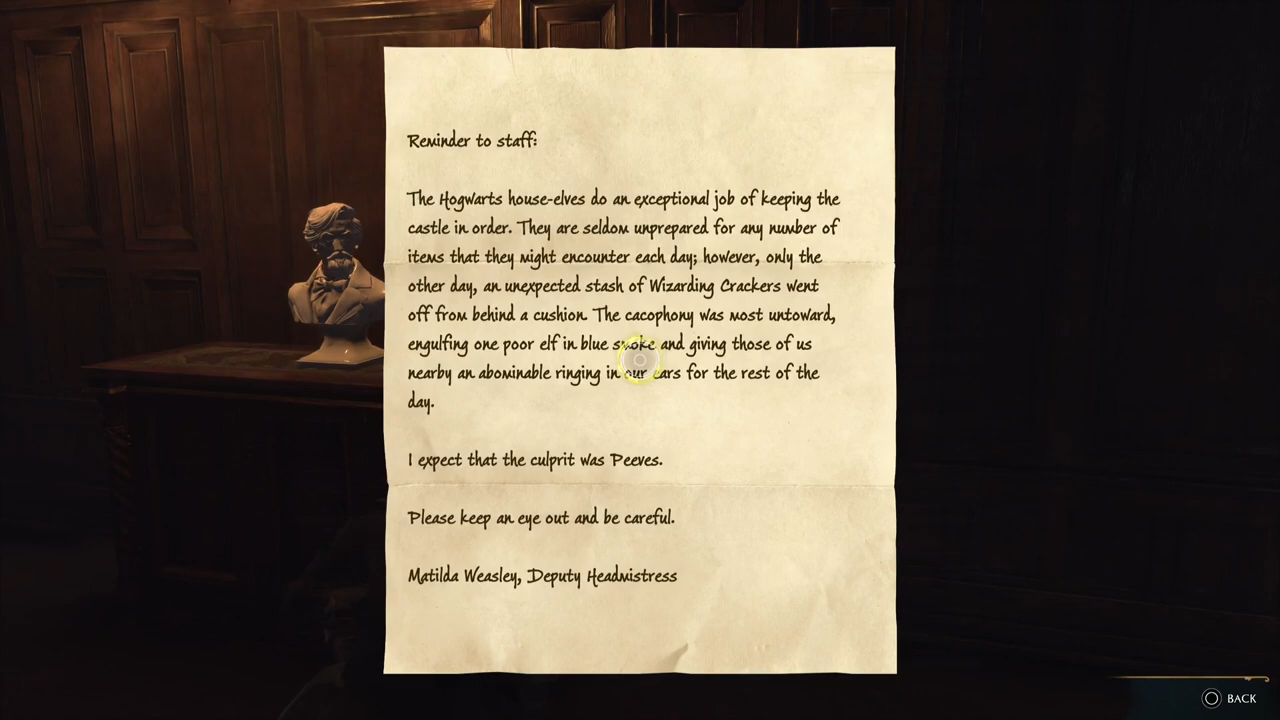 Reminder to staff:
The Hogwarts house-elves do an exceptional job of keeping the
castle in order. They are seldom unprepared for any number of
items that they might encounter each day; however, only the
other day, an unexpected stash of Wizarding Crackers went
off from behind a cushion. The cacophony was most untoward,
engulfing one poor elf in blue smoke and giving those of us
nearby an abominable ringing in our ears for the rest of the
day.
I expect that the culprit was Peeves.
Please keep an eye out and be careful.
Matilda Weasley, Deputy Headmistress
BACK